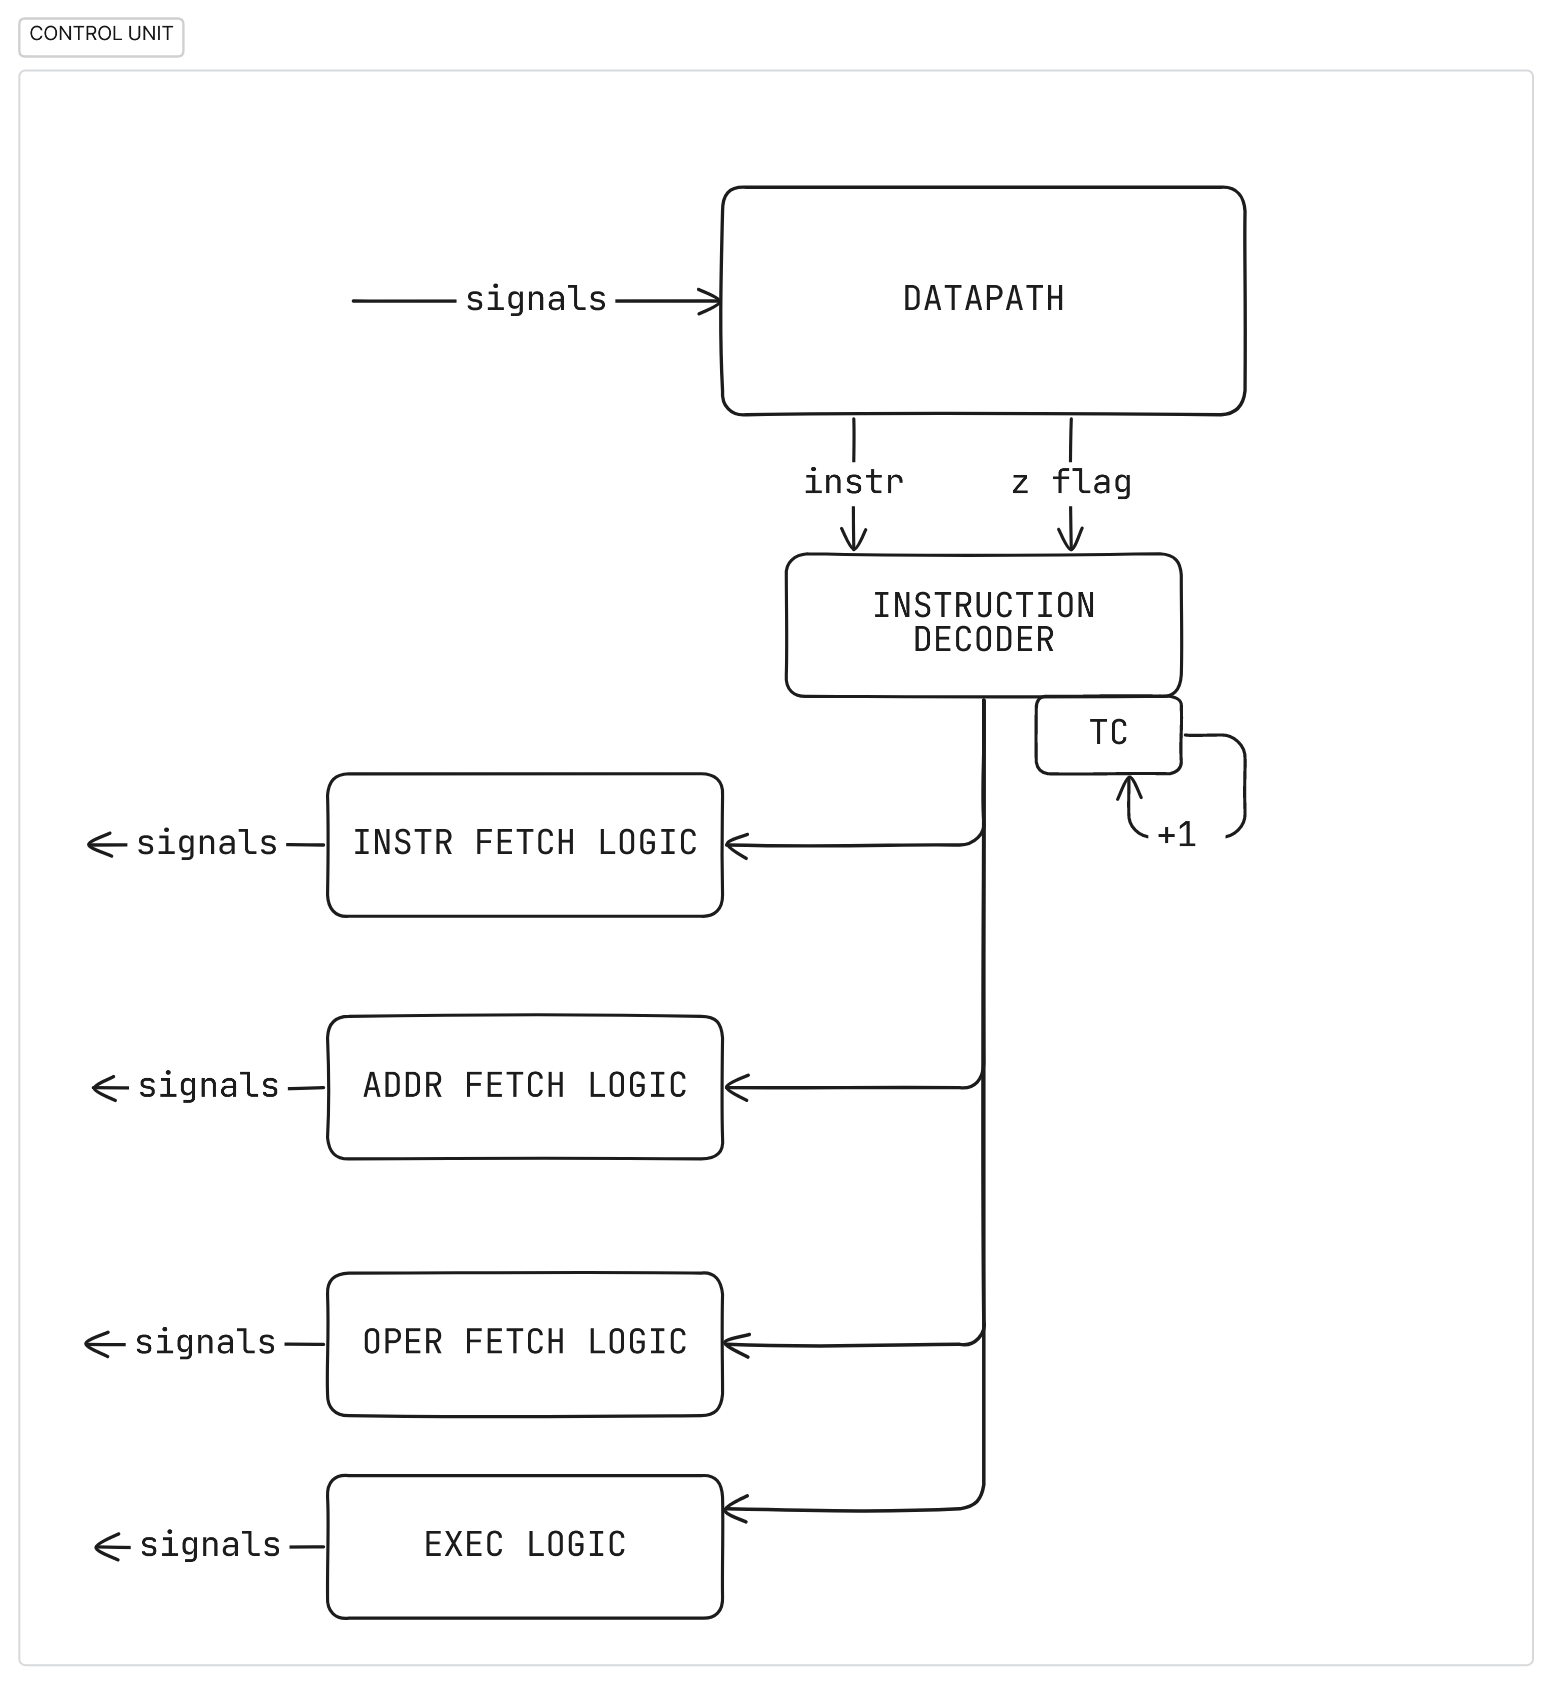 CONTROL UNIT
signals
DATAPATH
instr
z flag
INSTRUCTION
DECODER
TC
+1
signals
INSTR FETCH LOGIC
signals
ADDR FETCH LOGIC
signals
OPER FETCH LOGIC
signals
EXEC LOGIC